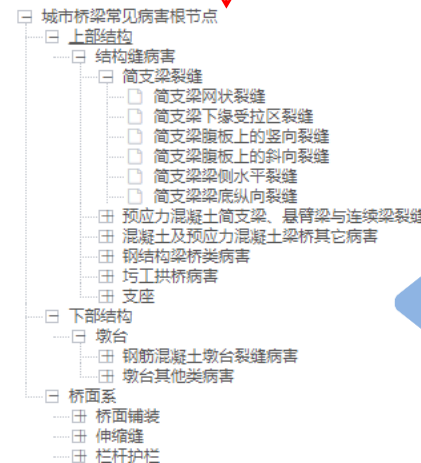 城市桥梁常见病害根节点
上部结构
结构缝病害
简支梁裂缝
简支梁网状裂缝
简支梁下缘受拉区裂缝
简支梁腹板上的竖向裂缝
简支梁腹板上的斜向裂缝
简支梁梁侧水平裂缝
简支梁梁底纵向裂缝
预应力混凝土简支梁、悬臂梁与连续梁裂缝
混凝土及预应力混凝土梁桥其它病害
钢结构梁桥类病害
圬工拱桥病害
支座
下部结构
墩台
钢筋混凝土墩台裂缝病害
墩台其他类病害
桥面系
桥面铺装
伸缩缝
栏杆护栏